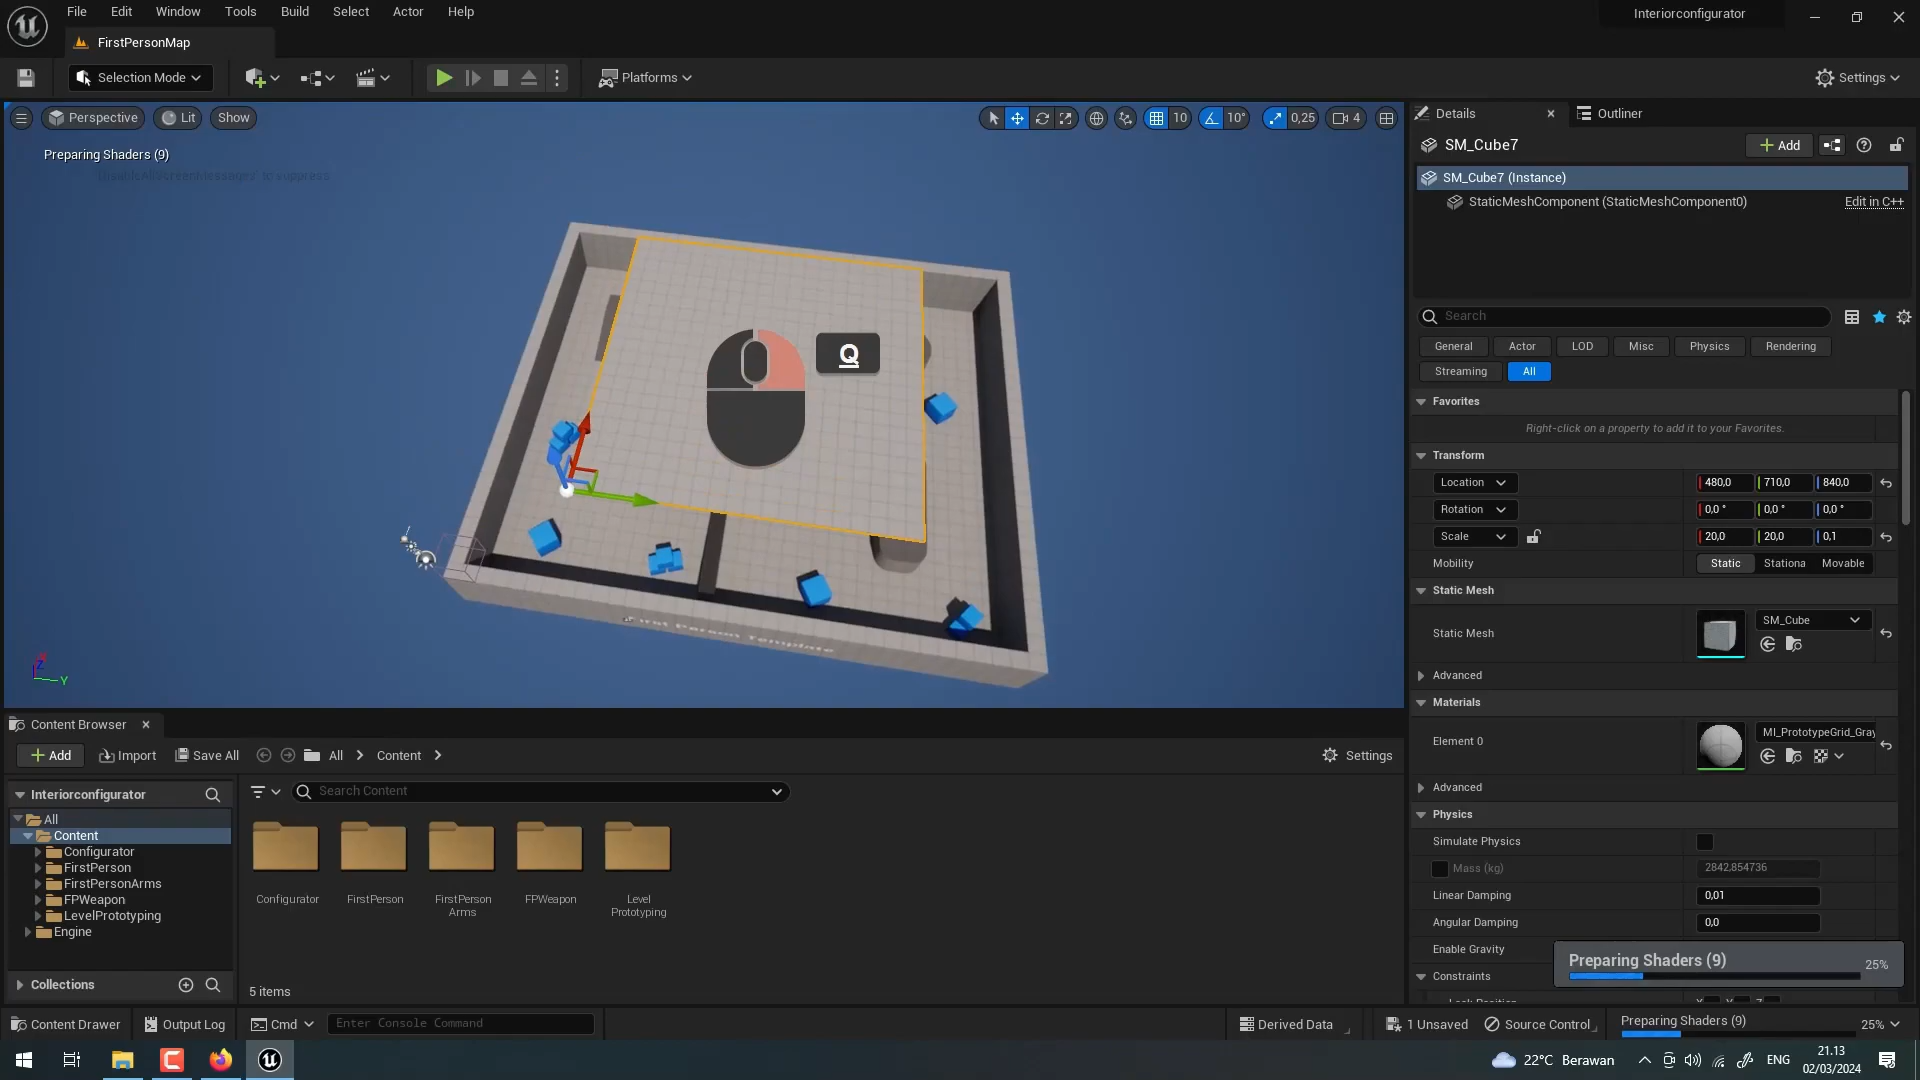 File Edit Window Tools Build Select Actor Help
Interiorconfigurator
FirstPersonMap
Selection Mode
Platforms
Settings
Perspective Lit Show
10 10° 0,25 4
Preparing Shaders (9)
'DisableAllScreenMessages' to suppress
Q
First Person Template
Z
Y
Details
Outliner
SM_Cube7
Add
SM_Cube7 (Instance)
StaticMeshComponent (StaticMeshComponent0) Edit in C++
Search
General Actor LOD Misc Physics Rendering
Streaming All
Favorites
Right-click on a property to add it to your Favorites.
Transform
Location 480,0 710,0 840,0
Rotation 0,0 ° 0,0 ° 0,0 °
Scale 20,0 20,0 0,1
Mobility Static Stationa Movable
Static Mesh
Static Mesh SM_Cube
Advanced
Materials
Element 0 MI_PrototypeGrid_Gray
Advanced
Physics
Simulate Physics
Mass (kg) 2842,854736
Linear Damping 0,01
Angular Damping 0,0
Enable Gravity
Constraints
Preparing Shaders (9) 25%
Content Browser
Add Import Save All All Content Settings
Interiorconfigurator
All
Content
Configurator
FirstPerson
FirstPersonArms
FPWeapon
LevelPrototyping
Engine
Collections
Search Content
Configurator
FirstPerson
FirstPerson
Arms
FPWeapon
Level
Prototyping
5 items
Content Drawer Output Log Cmd Enter Console Command Derived Data 1 Unsaved Source Control Preparing Shaders (9) 25%
22°C Berawan ENG 21.13
02/03/2024